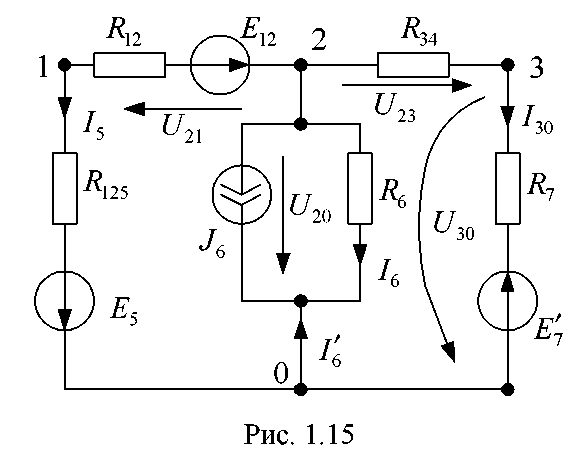 R12 E12 2 R34
1 3
I5 U21 U23 I30
R125 R6 R7
U20 U30
J6
E5 I6 E′7
0 I′6
Рис. 1.15